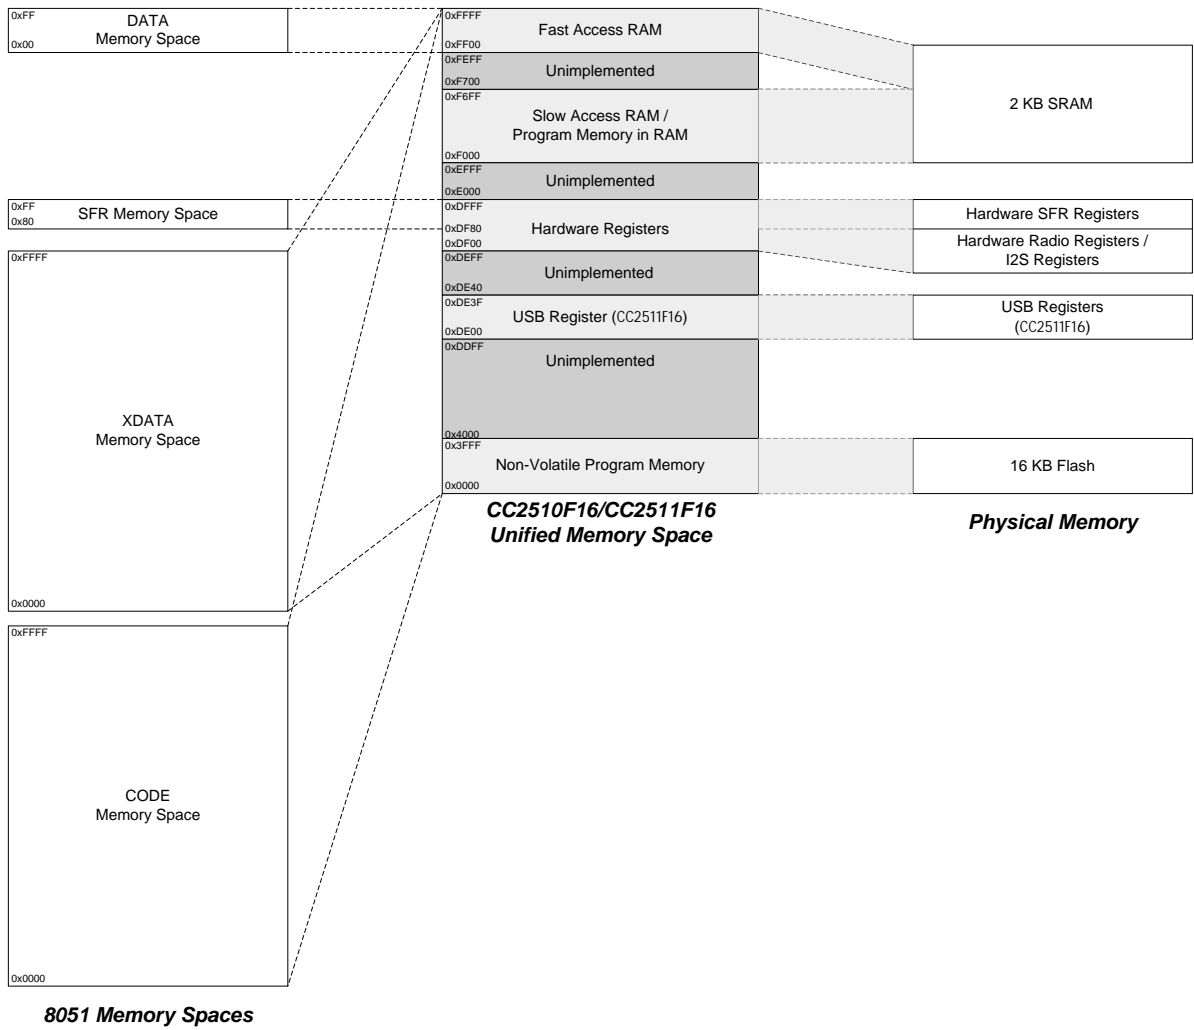 0xFF
DATA
Memory Space
0x00
0xFF
SFR Memory Space
0x80
0xFFFF
XDATA
Memory Space
0x0000
0xFFFF
CODE
Memory Space
0x0000
8051 Memory Spaces
0xFFFF
Fast Access RAM
0xFF00
0xFEFF
Unimplemented
0xF700
0xF6FF
Slow Access RAM /
Program Memory in RAM
0xF000
0xEFFF
Unimplemented
0xE000
0xDFFF
Hardware Registers
0xDF80
0xDF00
0xDEFF
Unimplemented
0xDE40
0xDE3F
USB Register (CC2511F16)
0xDE00
0xDDFF
Unimplemented
0x4000
0x3FFF
Non-Volatile Program Memory
0x0000
CC2510F16/CC2511F16
Unified Memory Space
2 KB SRAM
Hardware SFR Registers
Hardware Radio Registers /
I2S Registers
USB Registers
(CC2511F16)
16 KB Flash
Physical Memory